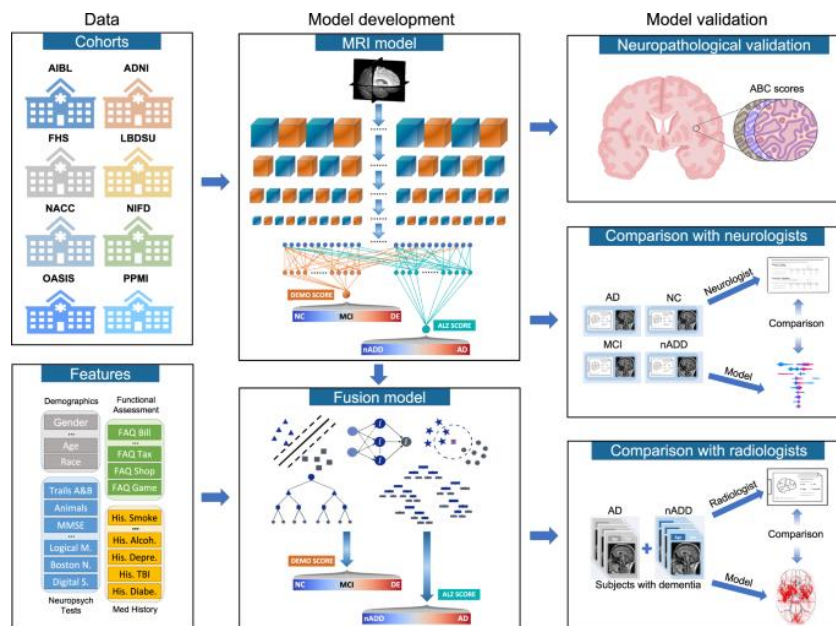 Data
Model development
Model validation
Cohorts
AIBL ADNI
FHS LBDSU
NACC NIFD
OASIS PPMI
MRI model
DEMO SCORE
NC MCI DE
ALZ SCORE
nADD AD
Neuropathological validation
ABC scores
Comparison with neurologists
AD NC
MCI nADD
Neurologist
Comparison
Model
Features
Demographics
Gender
...
Age
Race
Functional
Assessment
FAQ Bill
...
FAQ Tax
FAQ Shop
FAQ Game
Trails A&B
Animals
MMSE
...
Logical M.
Boston N.
Digital S.
Neuropsych
Tests
His. Smoke
...
His. Alcoh.
His. Depre.
His. TBI
His. Diabe.
Med History
Fusion model
DEMO SCORE
NC MCI DE
ALZ SCORE
nADD AD
Comparison with radiologists
AD nADD
Subjects with dementia
Radiologist
Comparison
Model